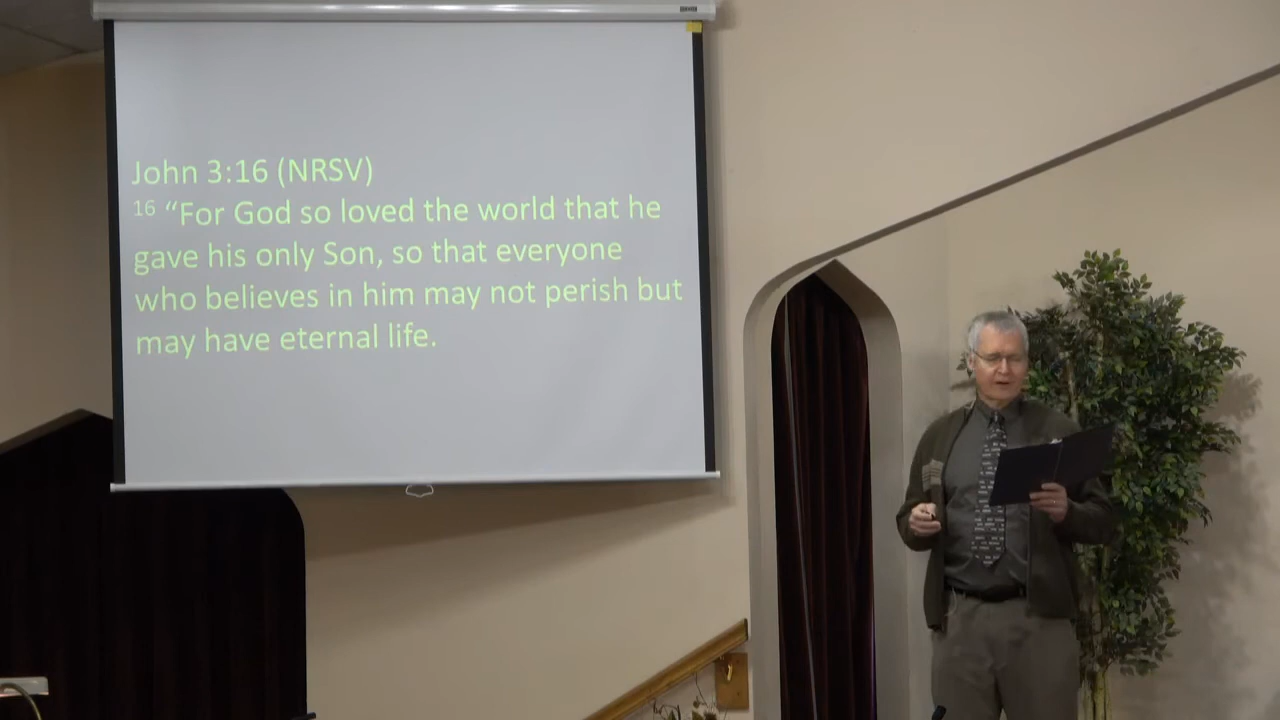 John 3:16 (NRSV)
16 “For God so loved the world that he
gave his only Son, so that everyone
who believes in him may not perish but
may have eternal life.